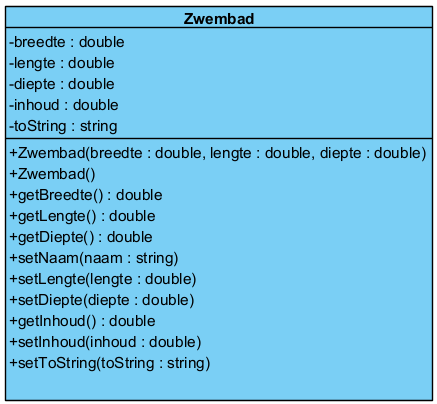 Zwembad
-breedte : double
-lengte : double
-diepte : double
-inhoud : double
-toString : string
+Zwembad(breedte : double, lengte : double, diepte : double)
+Zwembad()
+getBreedte() : double
+getLengte() : double
+getDiepte() : double
+setNaam(naam : string)
+setLengte(lengte : double)
+setDiepte(diepte : double)
+getInhoud() : double
+setInhoud(inhoud : double)
+setToString(toString : string)